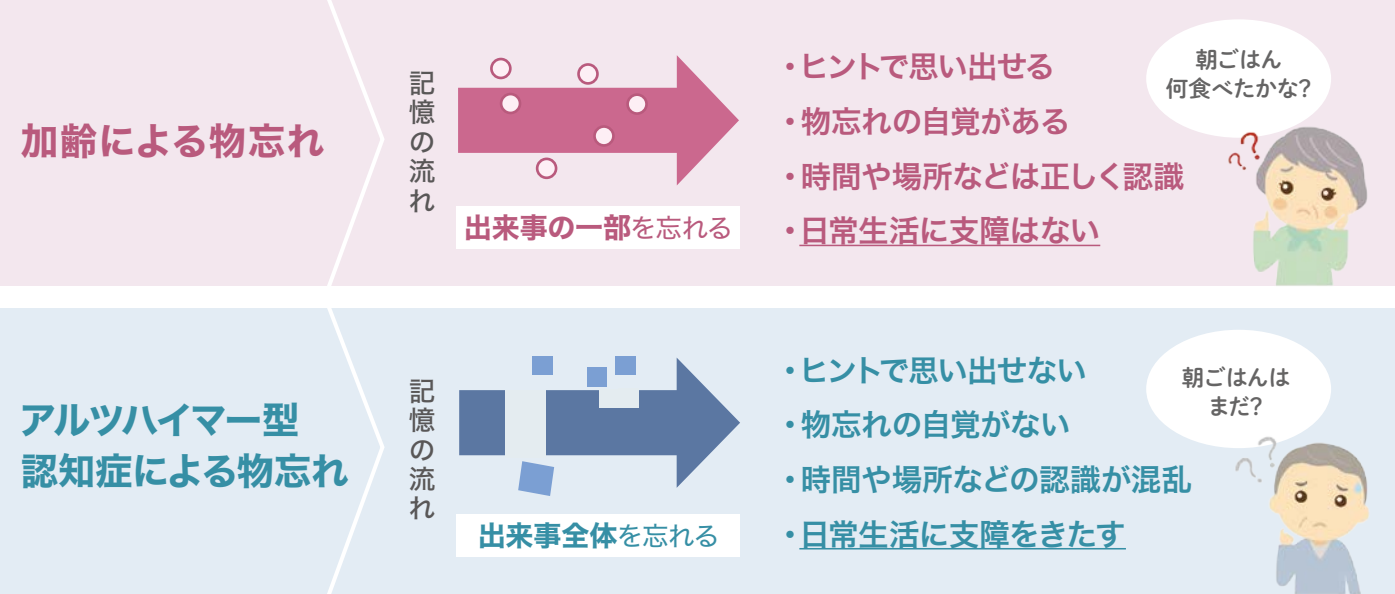 加齢による物忘れ
記憶の流れ
出来事の一部を忘れる
・ヒントで思い出せる
・物忘れの自覚がある
・時間や場所などは正しく認識
・日常生活に支障はない
朝ごはん
何食べたかな?
??
アルツハイマー型
認知症による物忘れ
記憶の流れ
出来事全体を忘れる
・ヒントで思い出せない
・物忘れの自覚がない
・時間や場所などの認識が混乱
・日常生活に支障をきたす
朝ごはんは
まだ?
??